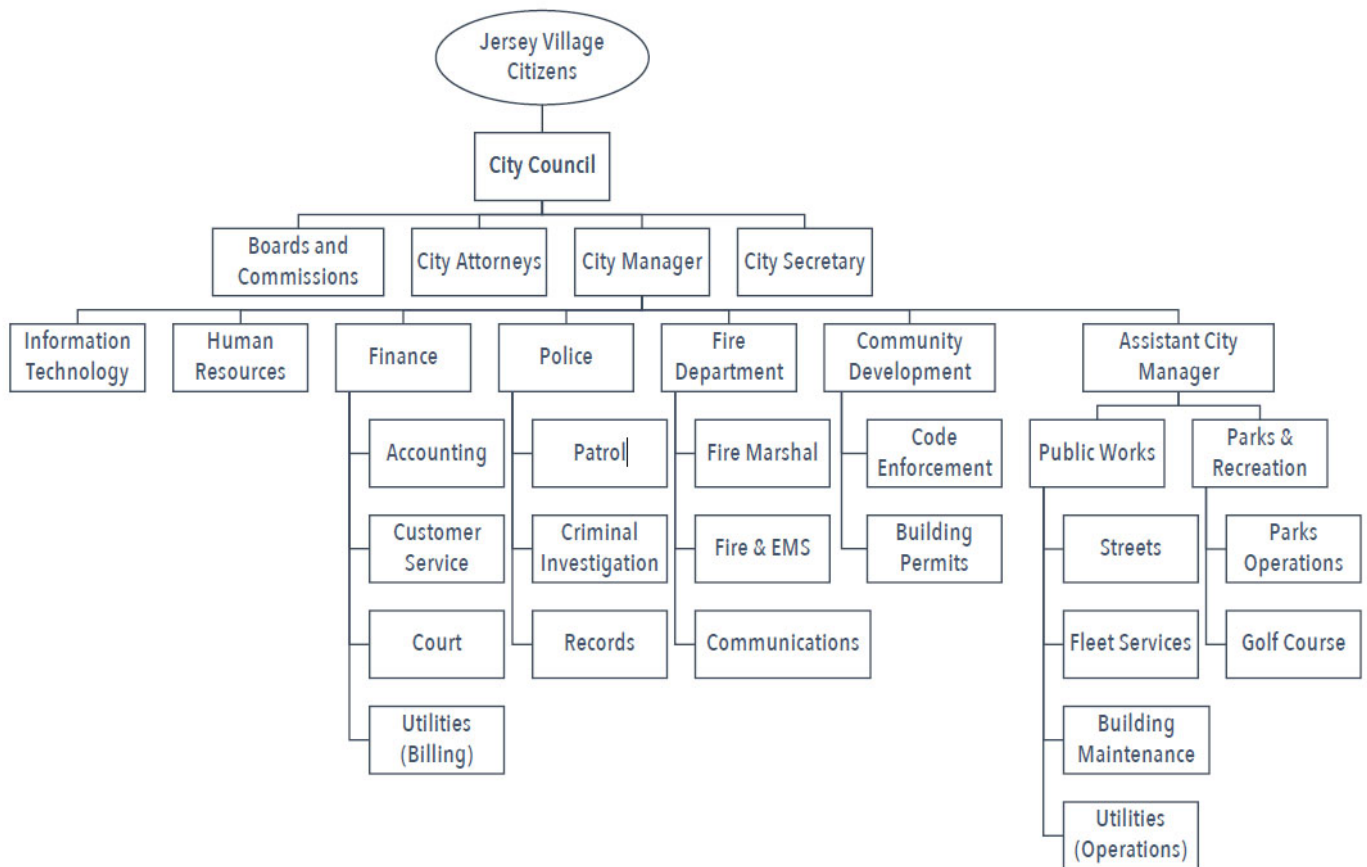 Jersey Village
Citizens
City Council
Boards and
Commissions
City Attorneys
City Manager
City Secretary
Information
Technology
Human
Resources
Finance
Police
Fire
Department
Community
Development
Assistant City
Manager
Accounting
Patrol
Fire Marshal
Code
Enforcement
Public Works
Parks &
Recreation
Customer
Service
Criminal
Investigation
Fire & EMS
Building
Permits
Streets
Parks
Operations
Court
Records
Communications
Fleet Services
Golf Course
Utilities
(Billing)
Building
Maintenance
Utilities
(Operations)